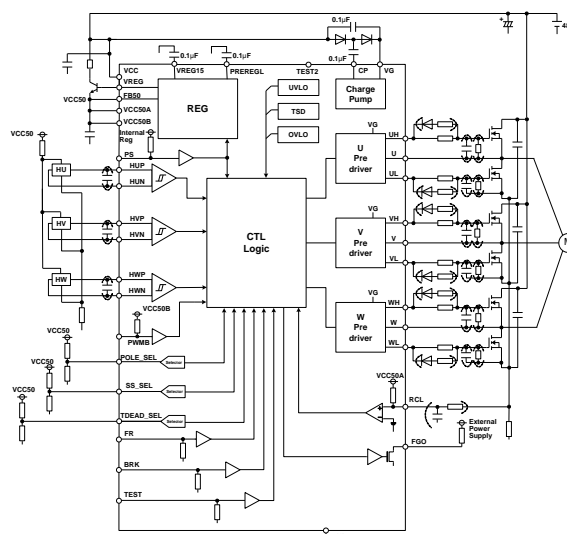 0.1μF
48
0.1μF
0.1μF
0.1μF
VCC
VREG15
PREREGL
TEST2
CP
VG
VREG
VCC50
FB50
VCC50A
VCC50B
REG
UVLO
TSD
OVLO
Charge
Pump
Internal
Reg
VCC50
PS
VG
UH
U
Pre
driver
U
UL
HU
HUP
HUN
CTL
Logic
VG
VH
V
Pre
driver
V
VL
M
HV
HVP
HVN
HW
HWP
HWN
VG
WH
W
Pre
driver
W
WL
VCC50B
PWMB
VCC50
POLE_SEL
Selector
VCC50
SS_SEL
Selector
VCC50
TDEAD_SEL
Selector
VCC50A
RCL
External
Power
Supply
FGO
FR
BRK
TEST